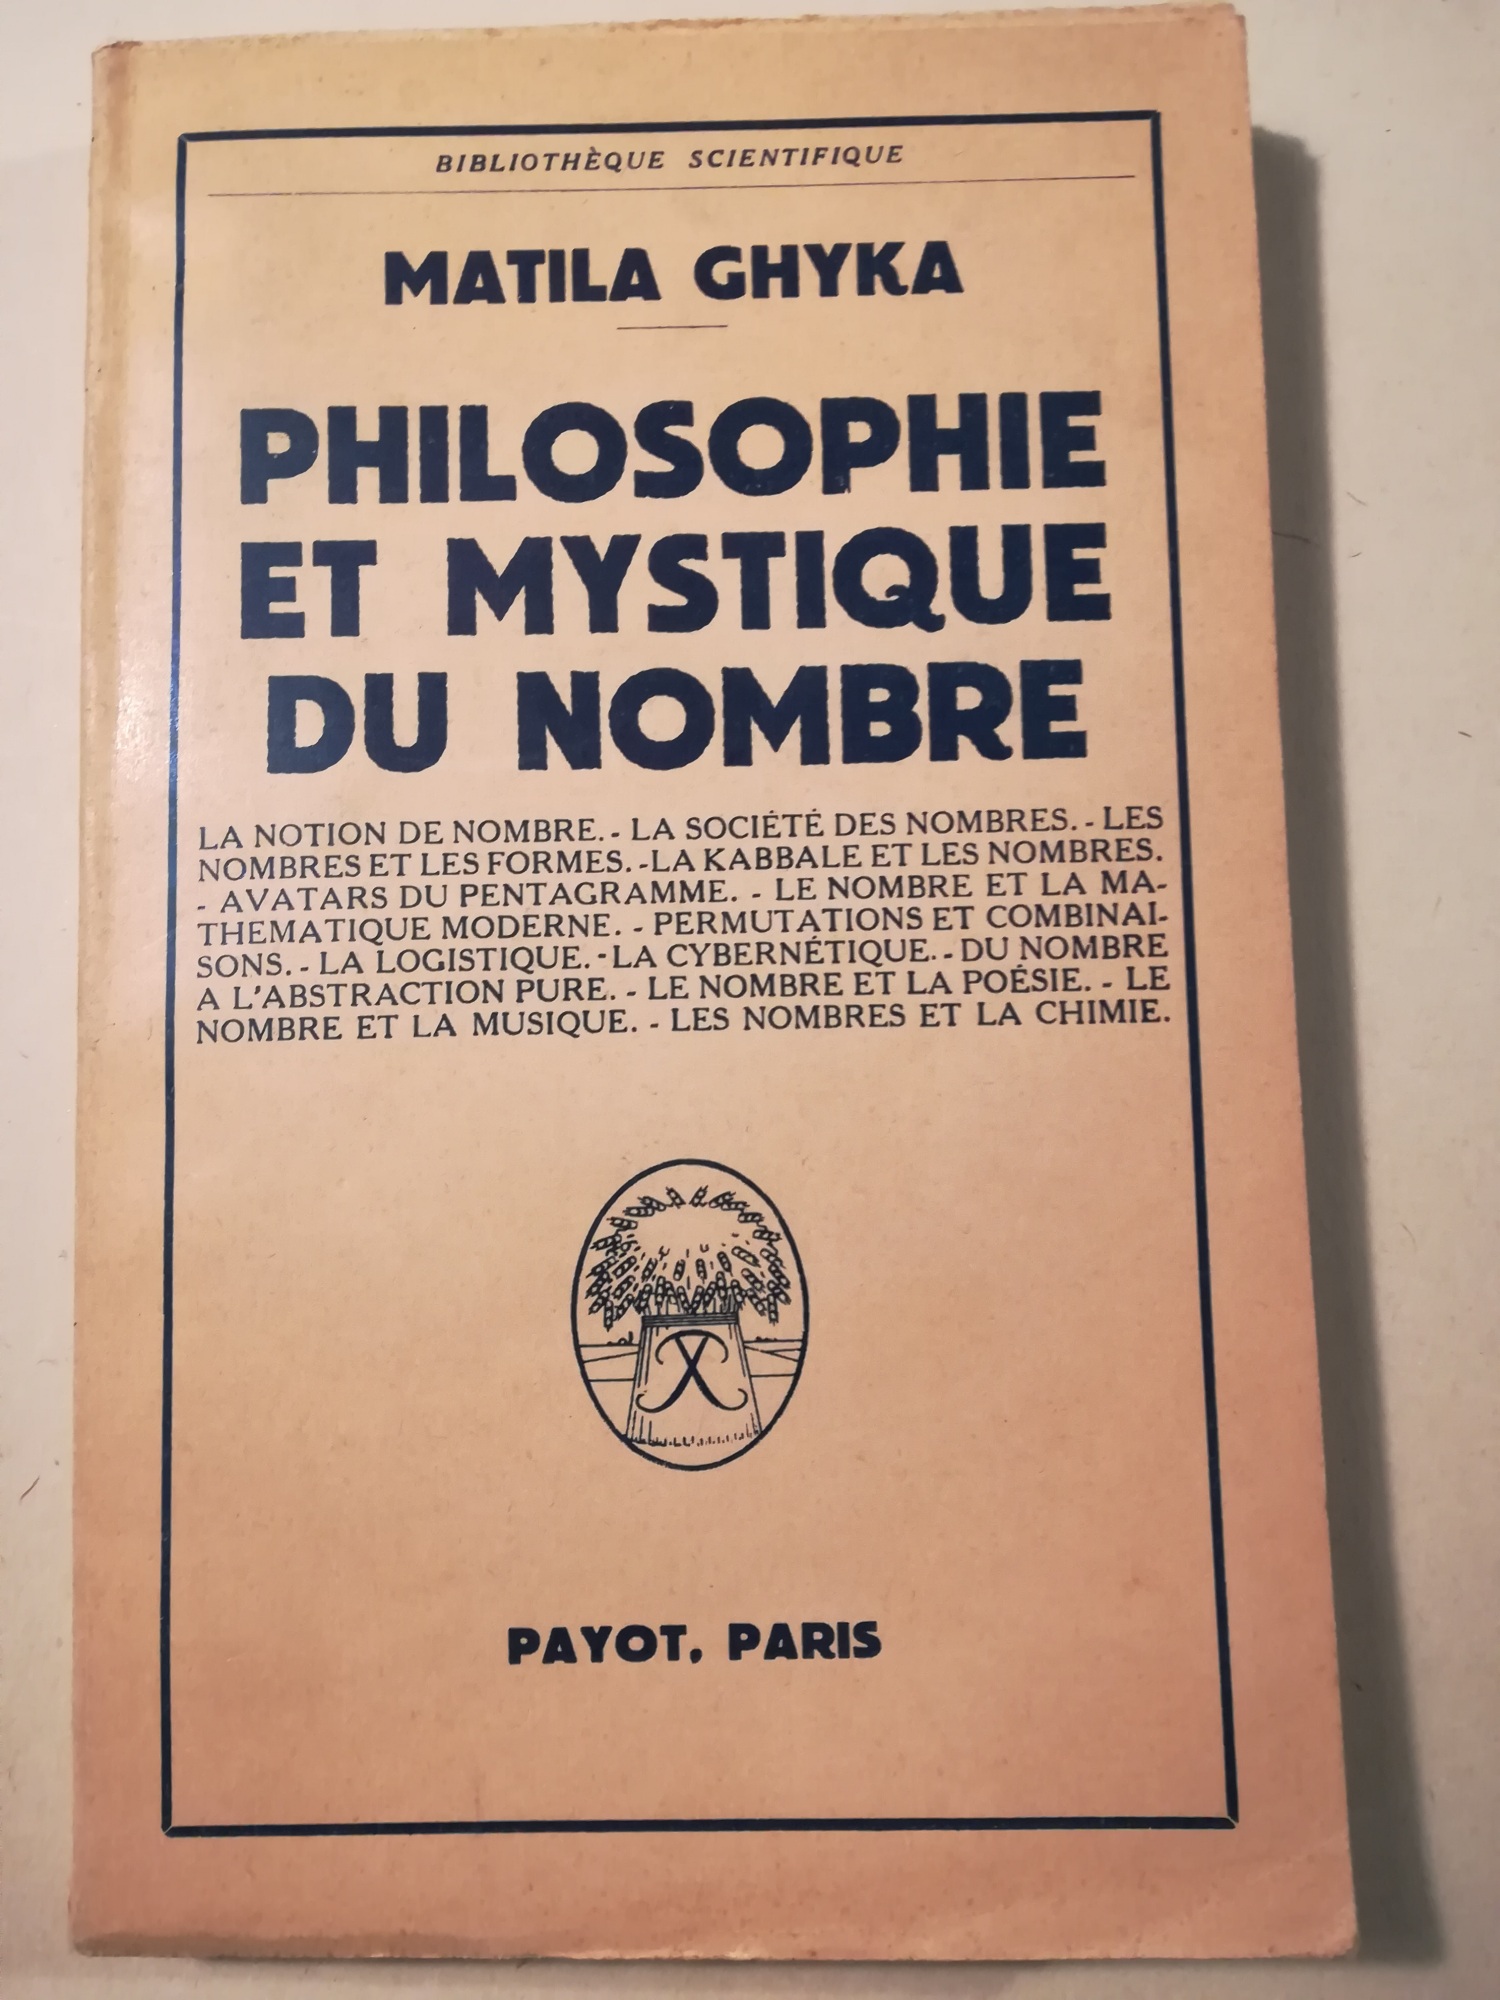 BIBLIOTHÈQUE SCIENTIFIQUE
MATILA GHYKA
PHILOSOPHIE
ET MYSTIQUE
DU NOMBRE
LA NOTION DE NOMBRE. - LA SOCIÉTÉ DES NOMBRES. - LES
NOMBRES ET LES FORMES. - LA KABBALE ET LES NOMBRES.
- AVATARS DU PENTAGRAMME. - LE NOMBRE ET LA MA-
THEMATIQUE MODERNE. - PERMUTATIONS ET COMBINAI-
SONS. - LA LOGISTIQUE. - LA CYBERNÉTIQUE. - DU NOMBRE
A L'ABSTRACTION PURE. - LE NOMBRE ET LA POÉSIE. - LE
NOMBRE ET LA MUSIQUE. - LES NOMBRES ET LA CHIMIE.
PAYOT, PARIS